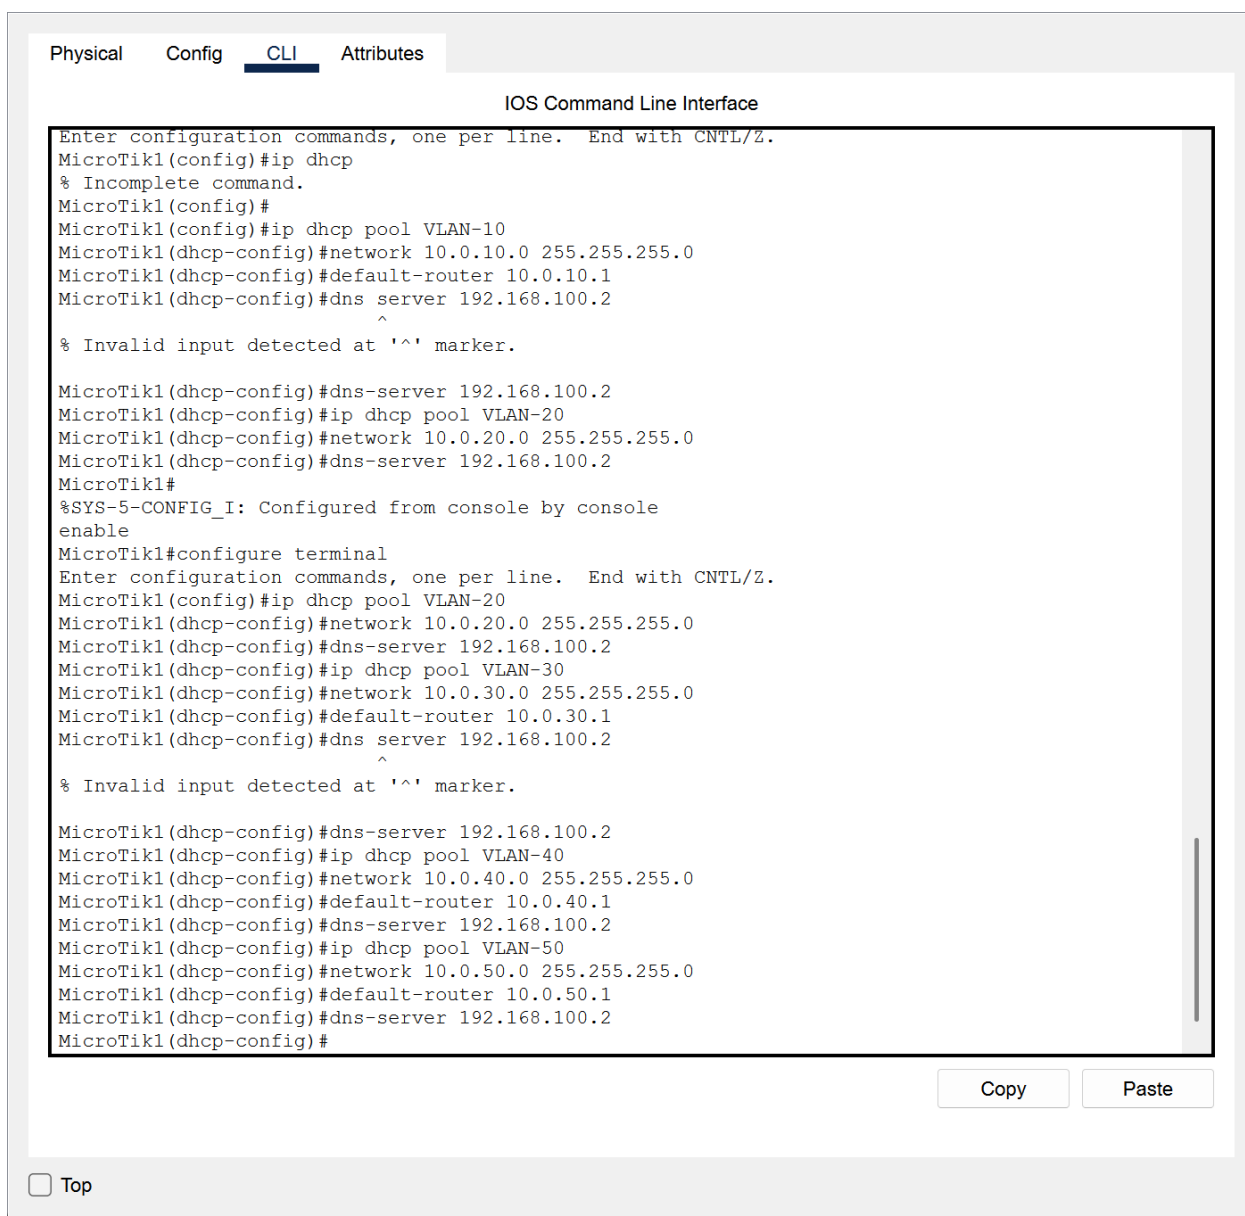 Physical Config CLI Attributes
IOS Command Line Interface
Enter configuration commands, one per line.  End with CNTL/Z.
MicroTik1(config)#ip dhcp
% Incomplete command.
MicroTik1(config)#
MicroTik1(config)#ip dhcp pool VLAN-10
MicroTik1(dhcp-config)#network 10.0.10.0 255.255.255.0
MicroTik1(dhcp-config)#default-router 10.0.10.1
MicroTik1(dhcp-config)#dns server 192.168.100.2
^
% Invalid input detected at '^' marker.
MicroTik1(dhcp-config)#dns-server 192.168.100.2
MicroTik1(dhcp-config)#ip dhcp pool VLAN-20
MicroTik1(dhcp-config)#network 10.0.20.0 255.255.255.0
MicroTik1(dhcp-config)#dns-server 192.168.100.2
MicroTik1#
%SYS-5-CONFIG_I: Configured from console by console
enable
MicroTik1#configure terminal
Enter configuration commands, one per line.  End with CNTL/Z.
MicroTik1(config)#ip dhcp pool VLAN-20
MicroTik1(dhcp-config)#network 10.0.20.0 255.255.255.0
MicroTik1(dhcp-config)#dns-server 192.168.100.2
MicroTik1(dhcp-config)#ip dhcp pool VLAN-30
MicroTik1(dhcp-config)#network 10.0.30.0 255.255.255.0
MicroTik1(dhcp-config)#default-router 10.0.30.1
MicroTik1(dhcp-config)#dns server 192.168.100.2
^
% Invalid input detected at '^' marker.
MicroTik1(dhcp-config)#dns-server 192.168.100.2
MicroTik1(dhcp-config)#ip dhcp pool VLAN-40
MicroTik1(dhcp-config)#network 10.0.40.0 255.255.255.0
MicroTik1(dhcp-config)#default-router 10.0.40.1
MicroTik1(dhcp-config)#dns-server 192.168.100.2
MicroTik1(dhcp-config)#ip dhcp pool VLAN-50
MicroTik1(dhcp-config)#network 10.0.50.0 255.255.255.0
MicroTik1(dhcp-config)#default-router 10.0.50.1
MicroTik1(dhcp-config)#dns-server 192.168.100.2
MicroTik1(dhcp-config)#
Copy Paste
Top